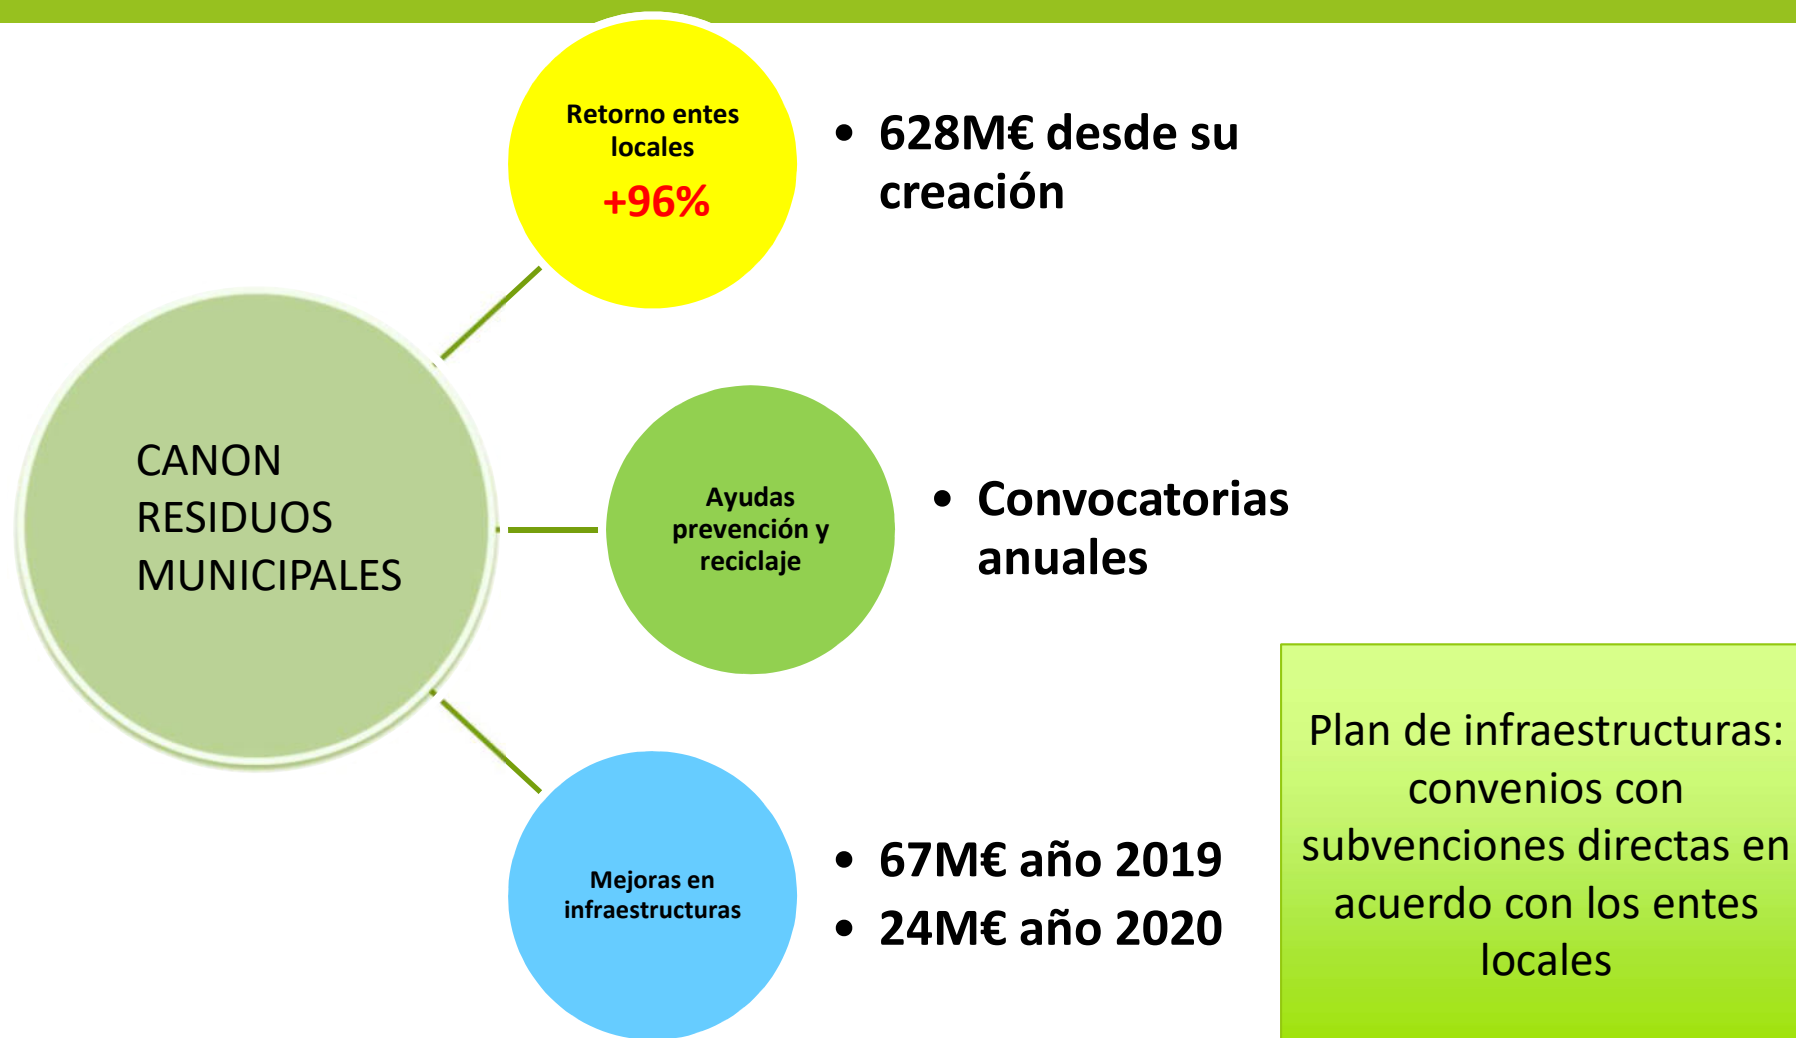 Retorno entes
locales
+96%
• 628M€ desde su
creación
CANON
RESIDUOS
MUNICIPALES
Ayudas
prevención y
reciclaje
• Convocatorias
anuales
Mejoras en
infraestructuras
• 67M€ año 2019
• 24M€ año 2020
Plan de infraestructuras:
convenios con
subvenciones directas en
acuerdo con los entes
locales